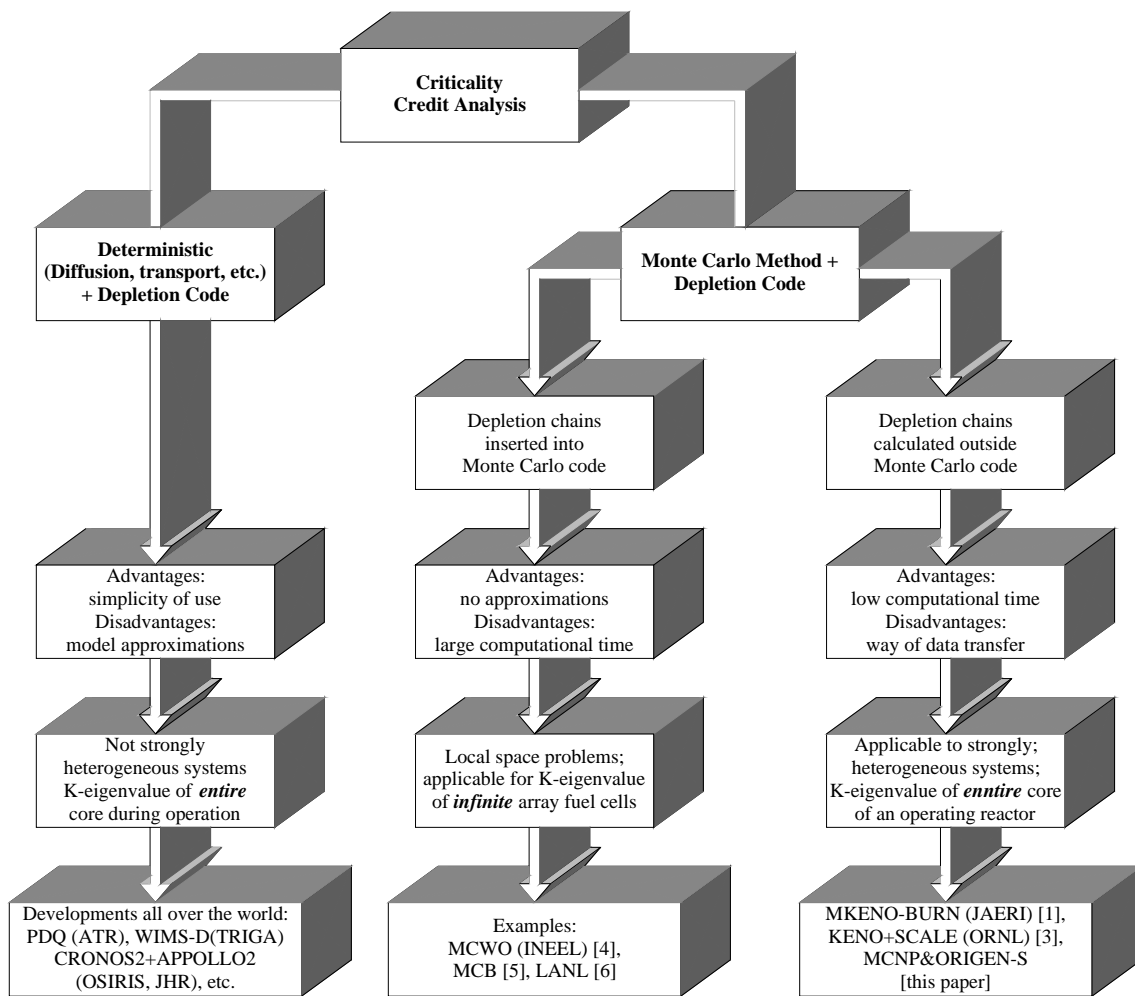 Criticality
Credit Analysis
Deterministic
(Diffusion, transport, etc.)
+ Depletion Code
Monte Carlo Method +
Depletion Code
Depletion chains
inserted into
Monte Carlo code
Depletion chains
calculated outside
Monte Carlo code
Advantages:
simplicity of use
Disadvantages:
model approximations
Advantages:
no approximations
Disadvantages:
large computational time
Advantages:
low computational time
Disadvantages:
way of data transfer
Not strongly
heterogeneous systems
K-eigenvalue of entire
core during operation
Local space problems;
applicable for K-eigenvalue
of infinite array fuel cells
Applicable to strongly;
heterogeneous systems;
K-eigenvalue of enntire core
of an operating reactor
Developments all over the world:
PDQ (ATR), WIMS-D(TRIGA)
CRONOS2+APPOLLO2
(OSIRIS, JHR), etc.
Examples:
MCWO (INEEL) [4],
MCB [5], LANL [6]
MKENO-BURN (JAERI) [1],
KENO+SCALE (ORNL) [3],
MCNP&ORIGEN-S
[this paper]